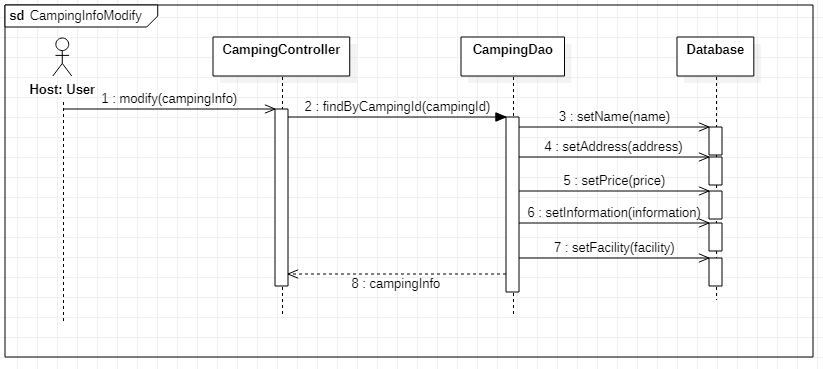 sd CampingInfoModify
CampingController
CampingDao
Database
Host: User
1 : modify(campingInfo)
2 : findByCampingId(campingId)
3 : setName(name)
4 : setAddress(address)
5 : setPrice(price)
6 : setInformation(information)
7 : setFacility(facility)
8 : campingInfo